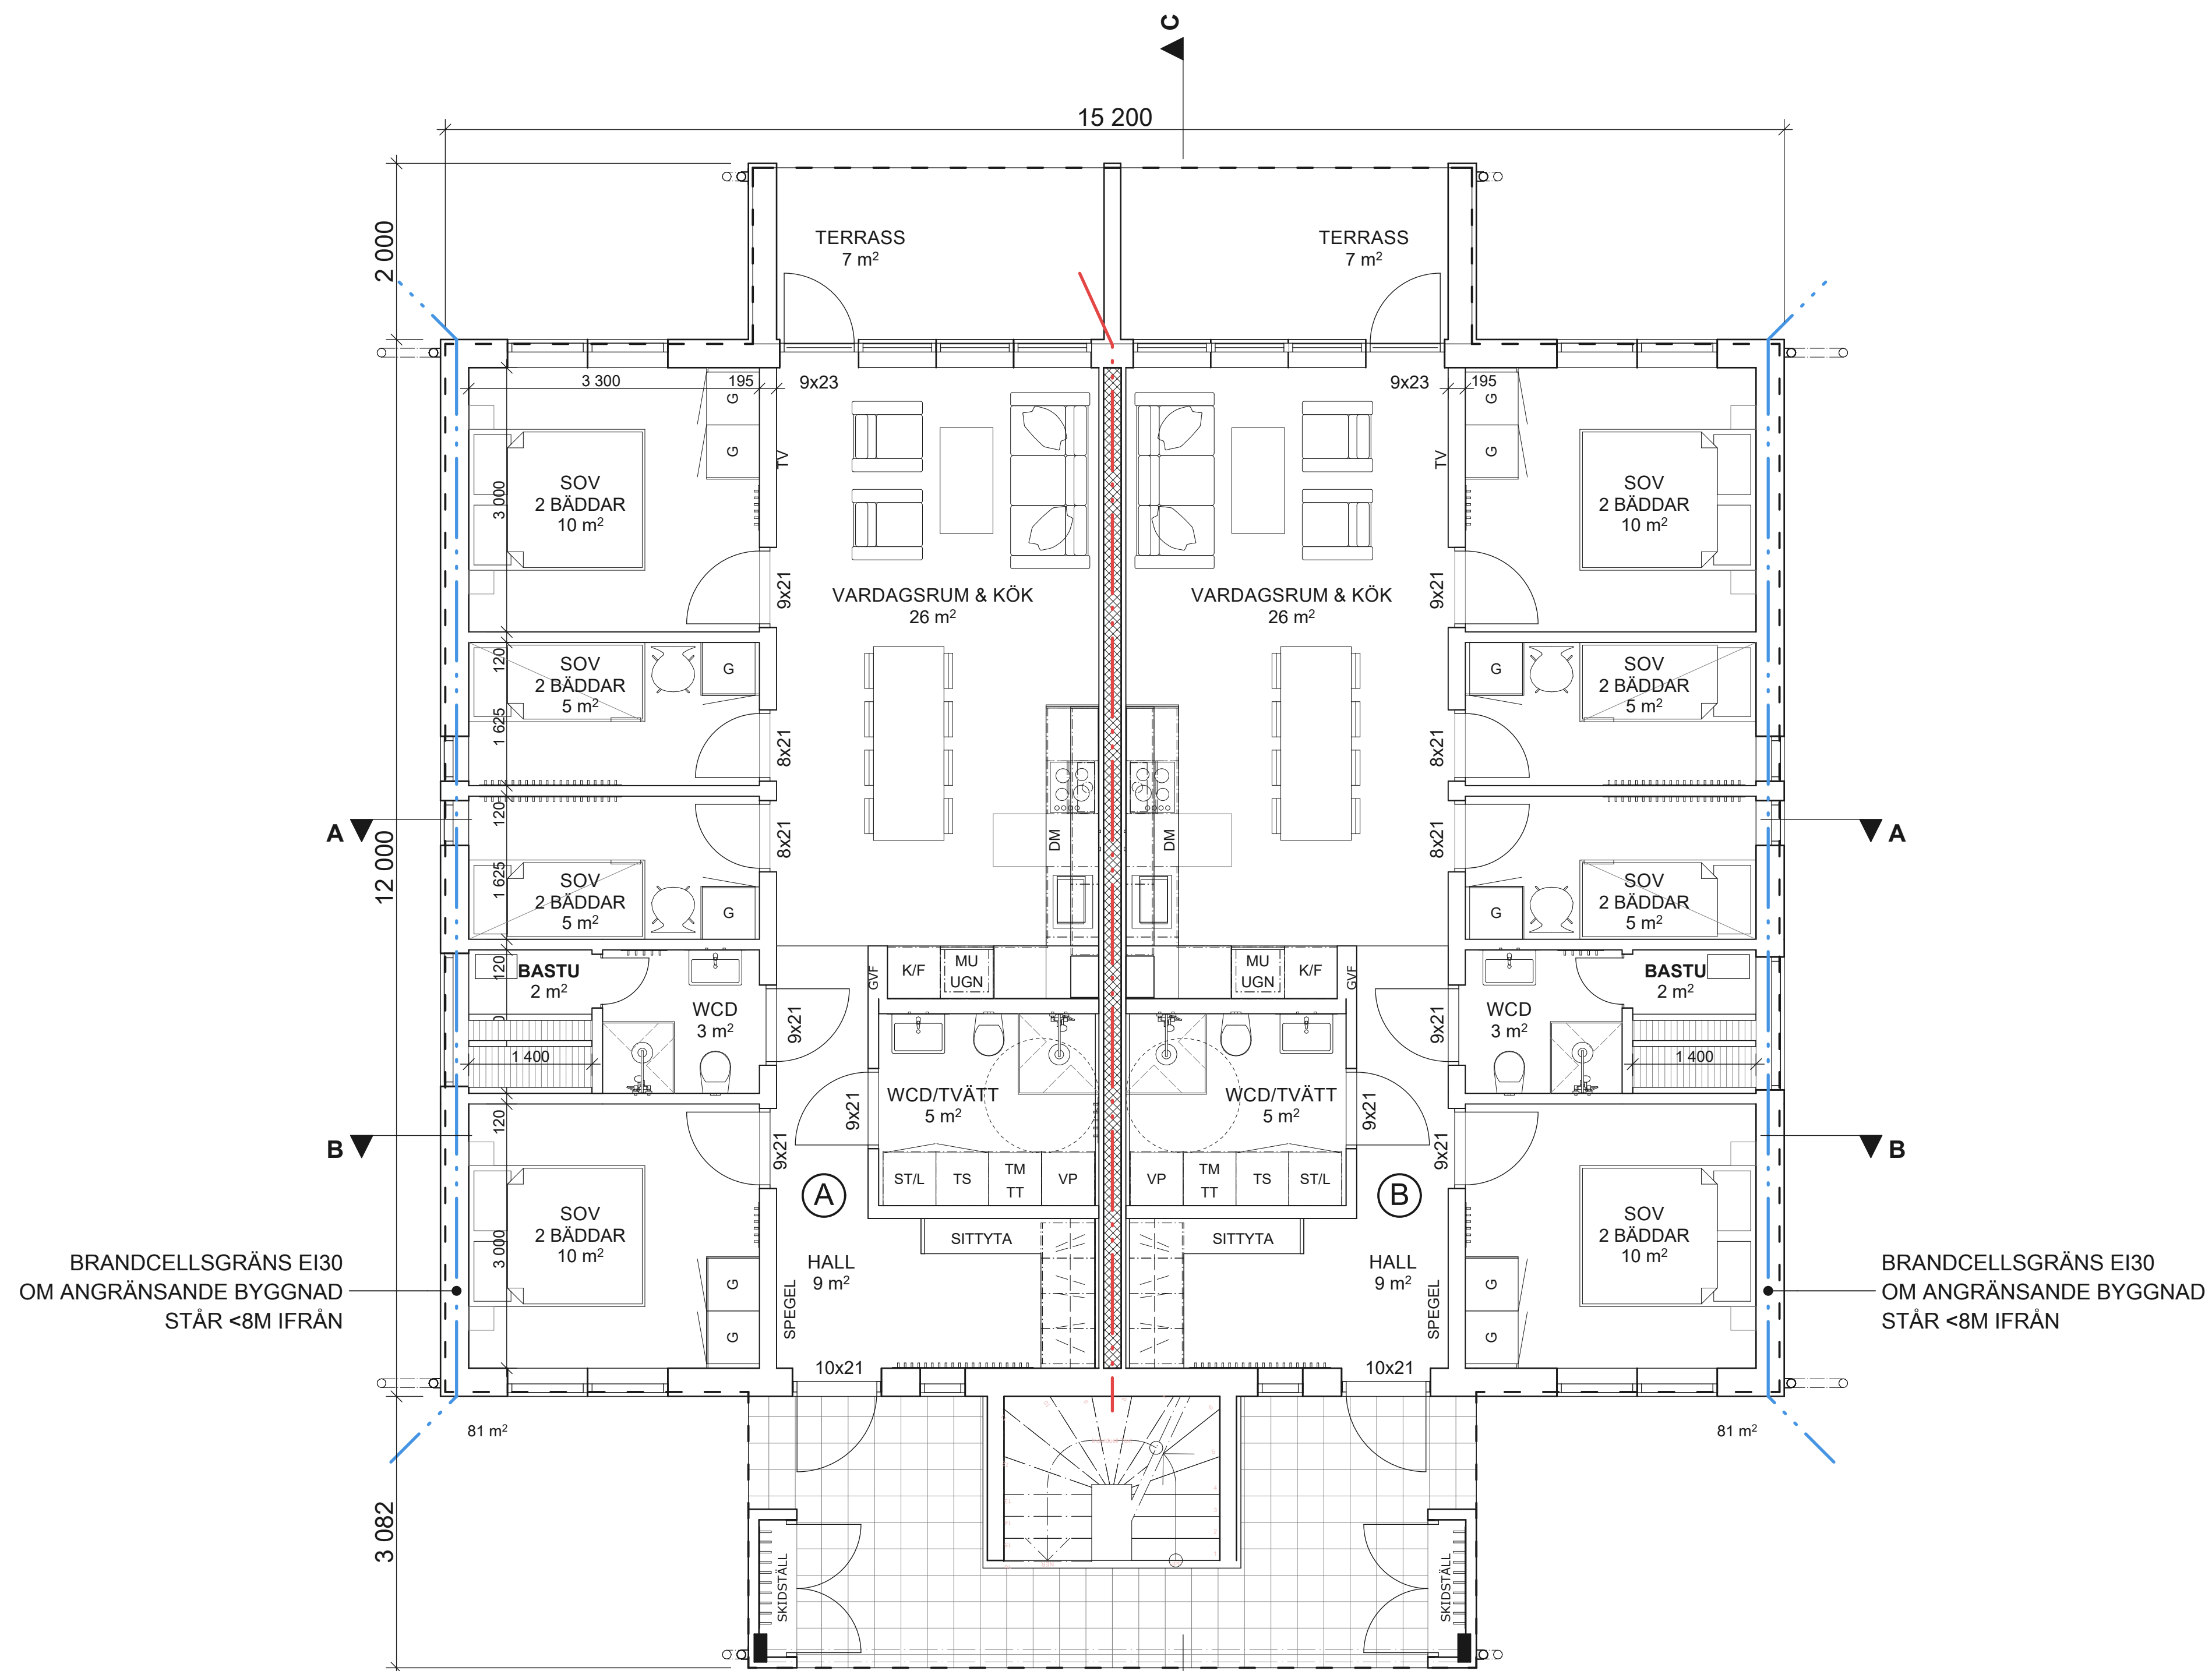 C
15 200
2 000
TERRASS
7 m²
TERRASS
7 m²
3 300
195
9x23
9x23
195
G
G
G
G
TV
TV
SOV
2 BÄDDAR
10 m²
3 000
SOV
2 BÄDDAR
10 m²
9x21
VARDAGSRUM & KÖK
26 m²
VARDAGSRUM & KÖK
26 m²
9x21
120
SOV
2 BÄDDAR
5 m²
G
G
SOV
2 BÄDDAR
5 m²
1 625
8x21
8x21
A
12 000
120
8x21
DM
DM
8x21
A
1 625
SOV
2 BÄDDAR
5 m²
G
G
SOV
2 BÄDDAR
5 m²
120
BASTU
2 m²
GVF
K/F
MU
UGN
MU
UGN
K/F
GVF
BASTU
2 m²
WCD
3 m²
9x21
9x21
WCD
3 m²
1 400
1 400
WCD/TVÄTT
5 m²
WCD/TVÄTT
5 m²
120
9x21
9x21
B
9x21
9x21
B
ST/L
TS
TM
TT
VP
VP
TM
TT
TS
ST/L
A
B
SOV
2 BÄDDAR
10 m²
3 000
SITTYTA
SITTYTA
SOV
2 BÄDDAR
10 m²
HALL
9 m²
HALL
9 m²
BRANDCELLSGRÄNS EI30
OM ANGRÄNSANDE BYGGNAD
STÅR <8M IFRÅN
BRANDCELLSGRÄNS EI30
OM ANGRÄNSANDE BYGGNAD
STÅR <8M IFRÅN
G
G
SPEGEL
SPEGEL
G
G
10x21
10x21
81 m²
81 m²
3 082
SKIDSTÄLL
SKIDSTÄLL